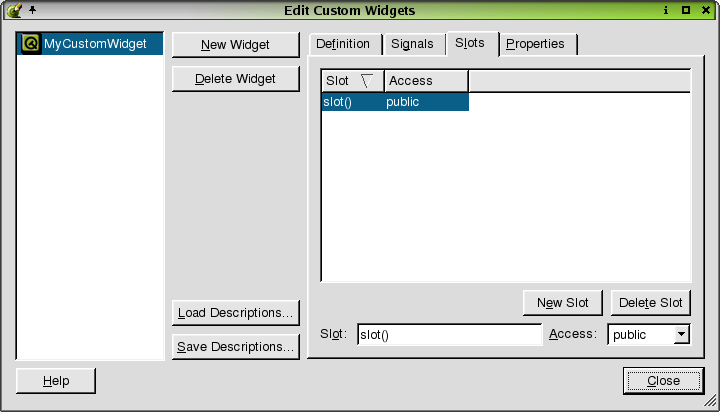 Edit Custom Widgets
MyCustomWidget
New Widget
Delete Widget
Load Descriptions...
Save Descriptions...
Definition Signals Slots Properties
Slot Access
slot() public
New Slot Delete Slot
Slot: slot() Access: public
Help Close